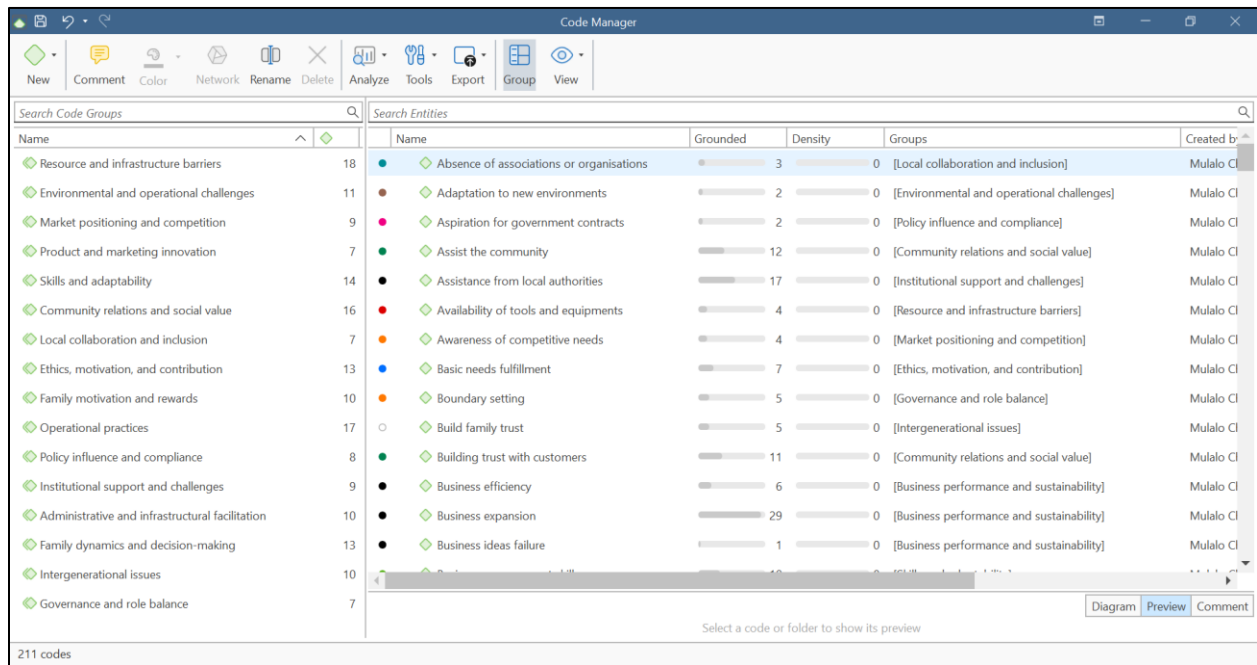 Code Manager
New Comment Color Network Rename Delete Analyze Tools Export Group View
Search Code Groups
Name
Resource and infrastructure barriers 18
Environmental and operational challenges 11
Market positioning and competition 9
Product and marketing innovation 7
Skills and adaptability 14
Community relations and social value 16
Local collaboration and inclusion 7
Ethics, motivation, and contribution 13
Family motivation and rewards 10
Operational practices 17
Policy influence and compliance 8
Institutional support and challenges 9
Administrative and infrastructural facilitation 10
Family dynamics and decision-making 13
Intergenerational issues 10
Governance and role balance 7
Search Entities
Name Grounded Density Groups Created by
Absence of associations or organisations 3 0 [Local collaboration and inclusion] Mulalo Cl
Adaptation to new environments 2 0 [Environmental and operational challenges] Mulalo Cl
Aspiration for government contracts 2 0 [Policy influence and compliance] Mulalo Cl
Assist the community 12 0 [Community relations and social value] Mulalo Cl
Assistance from local authorities 17 0 [Institutional support and challenges] Mulalo Cl
Availability of tools and equipments 4 0 [Resource and infrastructure barriers] Mulalo Cl
Awareness of competitive needs 4 0 [Market positioning and competition] Mulalo Cl
Basic needs fulfillment 7 0 [Ethics, motivation, and contribution] Mulalo Cl
Boundary setting 5 0 [Governance and role balance] Mulalo Cl
Build family trust 5 0 [Intergenerational issues] Mulalo Cl
Building trust with customers 11 0 [Community relations and social value] Mulalo Cl
Business efficiency 6 0 [Business performance and sustainability] Mulalo Cl
Business expansion 29 0 [Business performance and sustainability] Mulalo Cl
Business ideas failure 1 0 [Business performance and sustainability] Mulalo Cl
Diagram Preview Comment
Select a code or folder to show its preview
211 codes